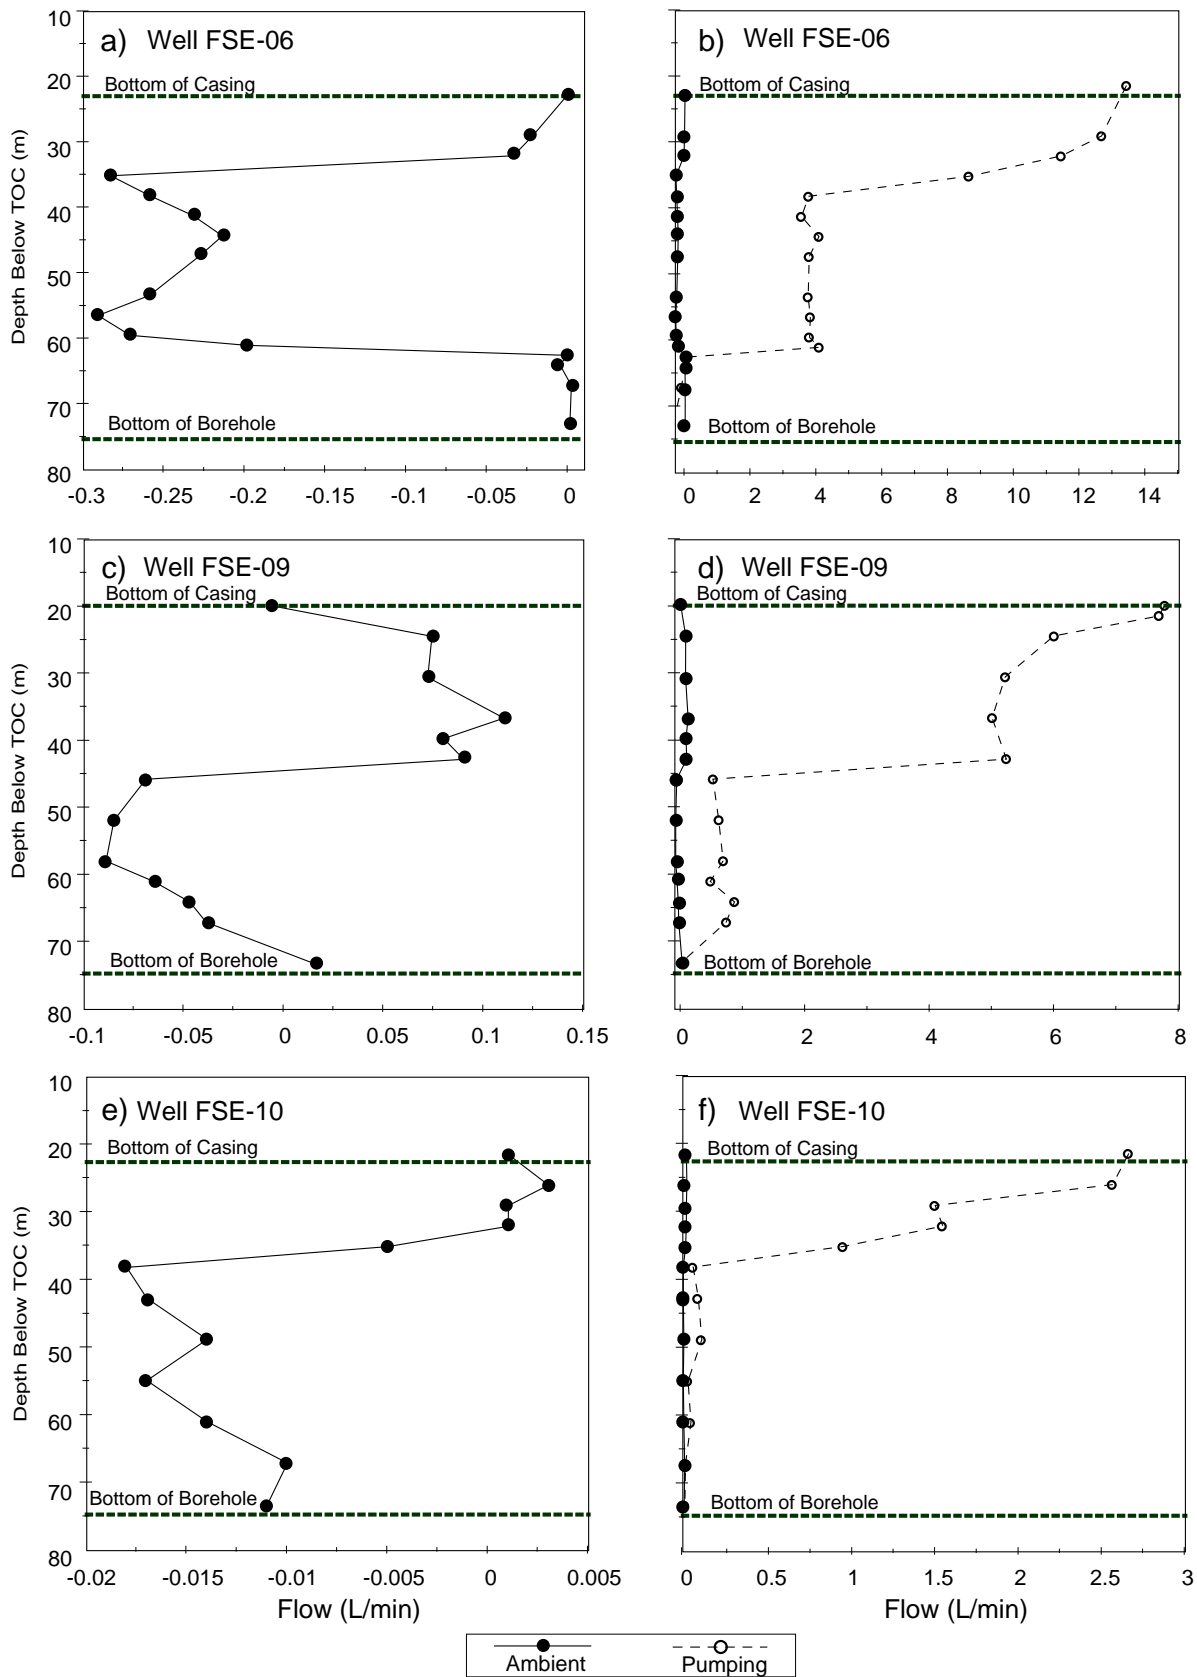 a) Well FSE-06
Bottom of Casing
Bottom of Borehole
Depth Below TOC (m)
10
20
30
40
50
60
70
80
-0.3 -0.25 -0.2 -0.15 -0.1 -0.05 0
b) Well FSE-06
Bottom of Casing
Bottom of Borehole
0 2 4 6 8 10 12 14
c) Well FSE-09
Bottom of Casing
Bottom of Borehole
Depth Below TOC (m)
10
20
30
40
50
60
70
80
-0.1 -0.05 0 0.05 0.1 0.15
d) Well FSE-09
Bottom of Casing
Bottom of Borehole
0 2 4 6 8
e) Well FSE-10
Bottom of Casing
Bottom of Borehole
Depth Below TOC (m)
10
20
30
40
50
60
70
80
-0.02 -0.015 -0.01 -0.005 0 0.005
Flow (L/min)
f) Well FSE-10
Bottom of Casing
Bottom of Borehole
0 0.5 1 1.5 2 2.5 3
Flow (L/min)
Ambient Pumping